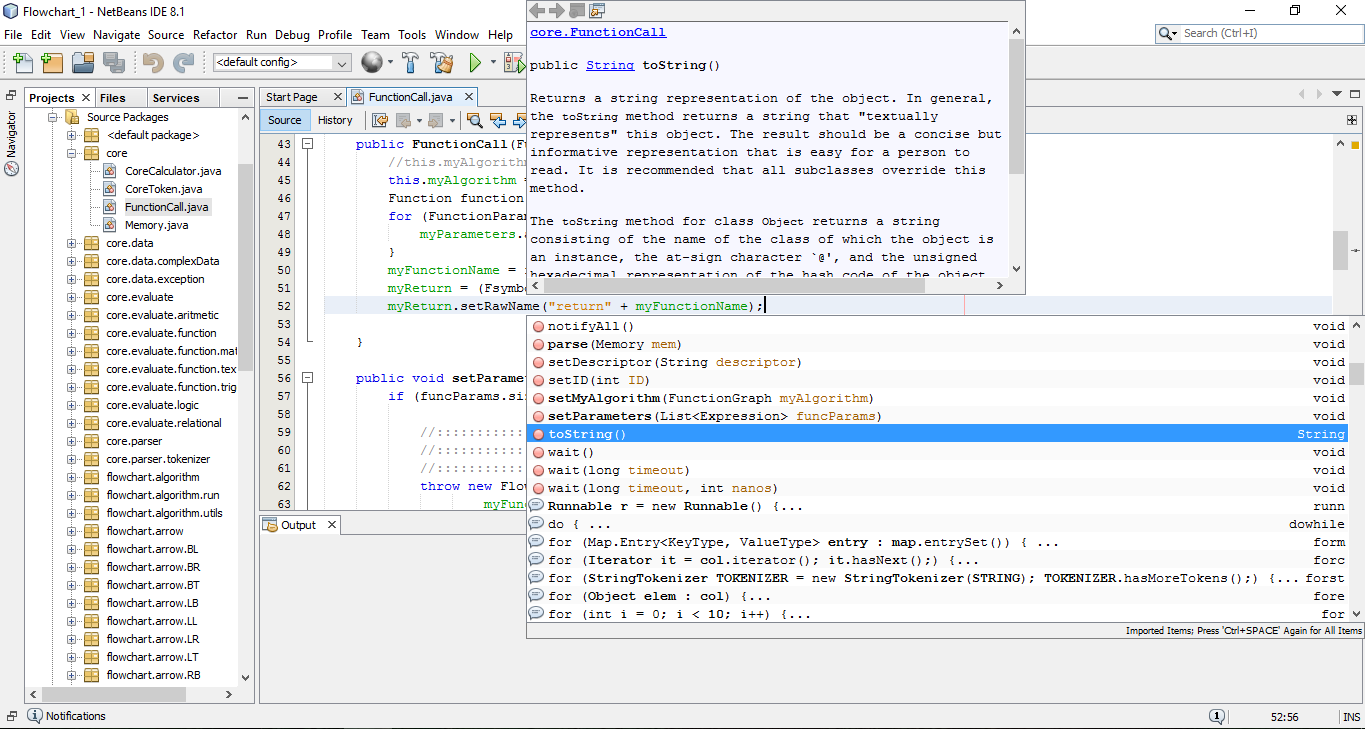 Flowchart_1 - NetBeans IDE 8.1
File Edit View Navigate Source Refactor Run Debug Profile Team Tools Window Help
Search (Ctrl+I)
<default config>
Projects Files Services
Navigator
Source Packages
<default package>
core
CoreCalculator.java
CoreToken.java
FunctionCall.java
Memory.java
core.data
core.data.complexData
core.data.exception
core.evaluate
core.evaluate.aritmetic
core.evaluate.function
core.evaluate.function.mat
core.evaluate.function.tex
core.evaluate.function.trig
core.evaluate.logic
core.evaluate.relational
core.parser
core.parser.tokenizer
flowchart.algorithm
flowchart.algorithm.run
flowchart.algorithm.utils
flowchart.arrow
flowchart.arrow.BL
flowchart.arrow.BR
flowchart.arrow.BT
flowchart.arrow.LB
flowchart.arrow.LL
flowchart.arrow.LR
flowchart.arrow.LT
flowchart.arrow.RB
Start Page FunctionCall.java
Source History
43 public FunctionCall(F
44 //this.myAlgorith
45 this.myAlgorithm =
46 Function function
47 for (FunctionPara
48 myParameters.
49 }
50 myFunctionName =
51 myReturn = (Fsymb
52 myReturn.setRawName("return" + myFunctionName);
53
54 }
55
56 public void setParamet
57 if (funcParams.si
58
59 //::::::::::::
60 //::::::::::::
61 //::::::::::::
62 throw new Flo
63 myFun
Output
core.FunctionCall
public String toString()
Returns a string representation of the object. In general,
the toString method returns a string that "textually
represents" this object. The result should be a concise but
informative representation that is easy for a person to
read. It is recommended that all subclasses override this
method.
The toString method for class Object returns a string
consisting of the name of the class of which the object is
an instance, the at-sign character `@', and the unsigned
hexadecimal representation of the hash code of the object
notifyAll() void
parse(Memory mem) void
setDescriptor(String descriptor) void
setID(int ID) void
setMyAlgorithm(FunctionGraph myAlgorithm) void
setParameters(List<Expression> funcParams) void
toString() String
wait() void
wait(long timeout) void
wait(long timeout, int nanos) void
Runnable r = new Runnable() {... runn
do { ... dowhile
for (Map.Entry<KeyType, ValueType> entry : map.entrySet()) { ... form
for (Iterator it = col.iterator(); it.hasNext();) {... forc
for (StringTokenizer TOKENIZER = new StringTokenizer(STRING); TOKENIZER.hasMoreTokens();) {... forst
for (Object elem : col) {... fore
for (int i = 0; i < 10; i++) {... for
Imported Items; Press 'Ctrl+SPACE' Again for All Items
Notifications
1
52:56
INS